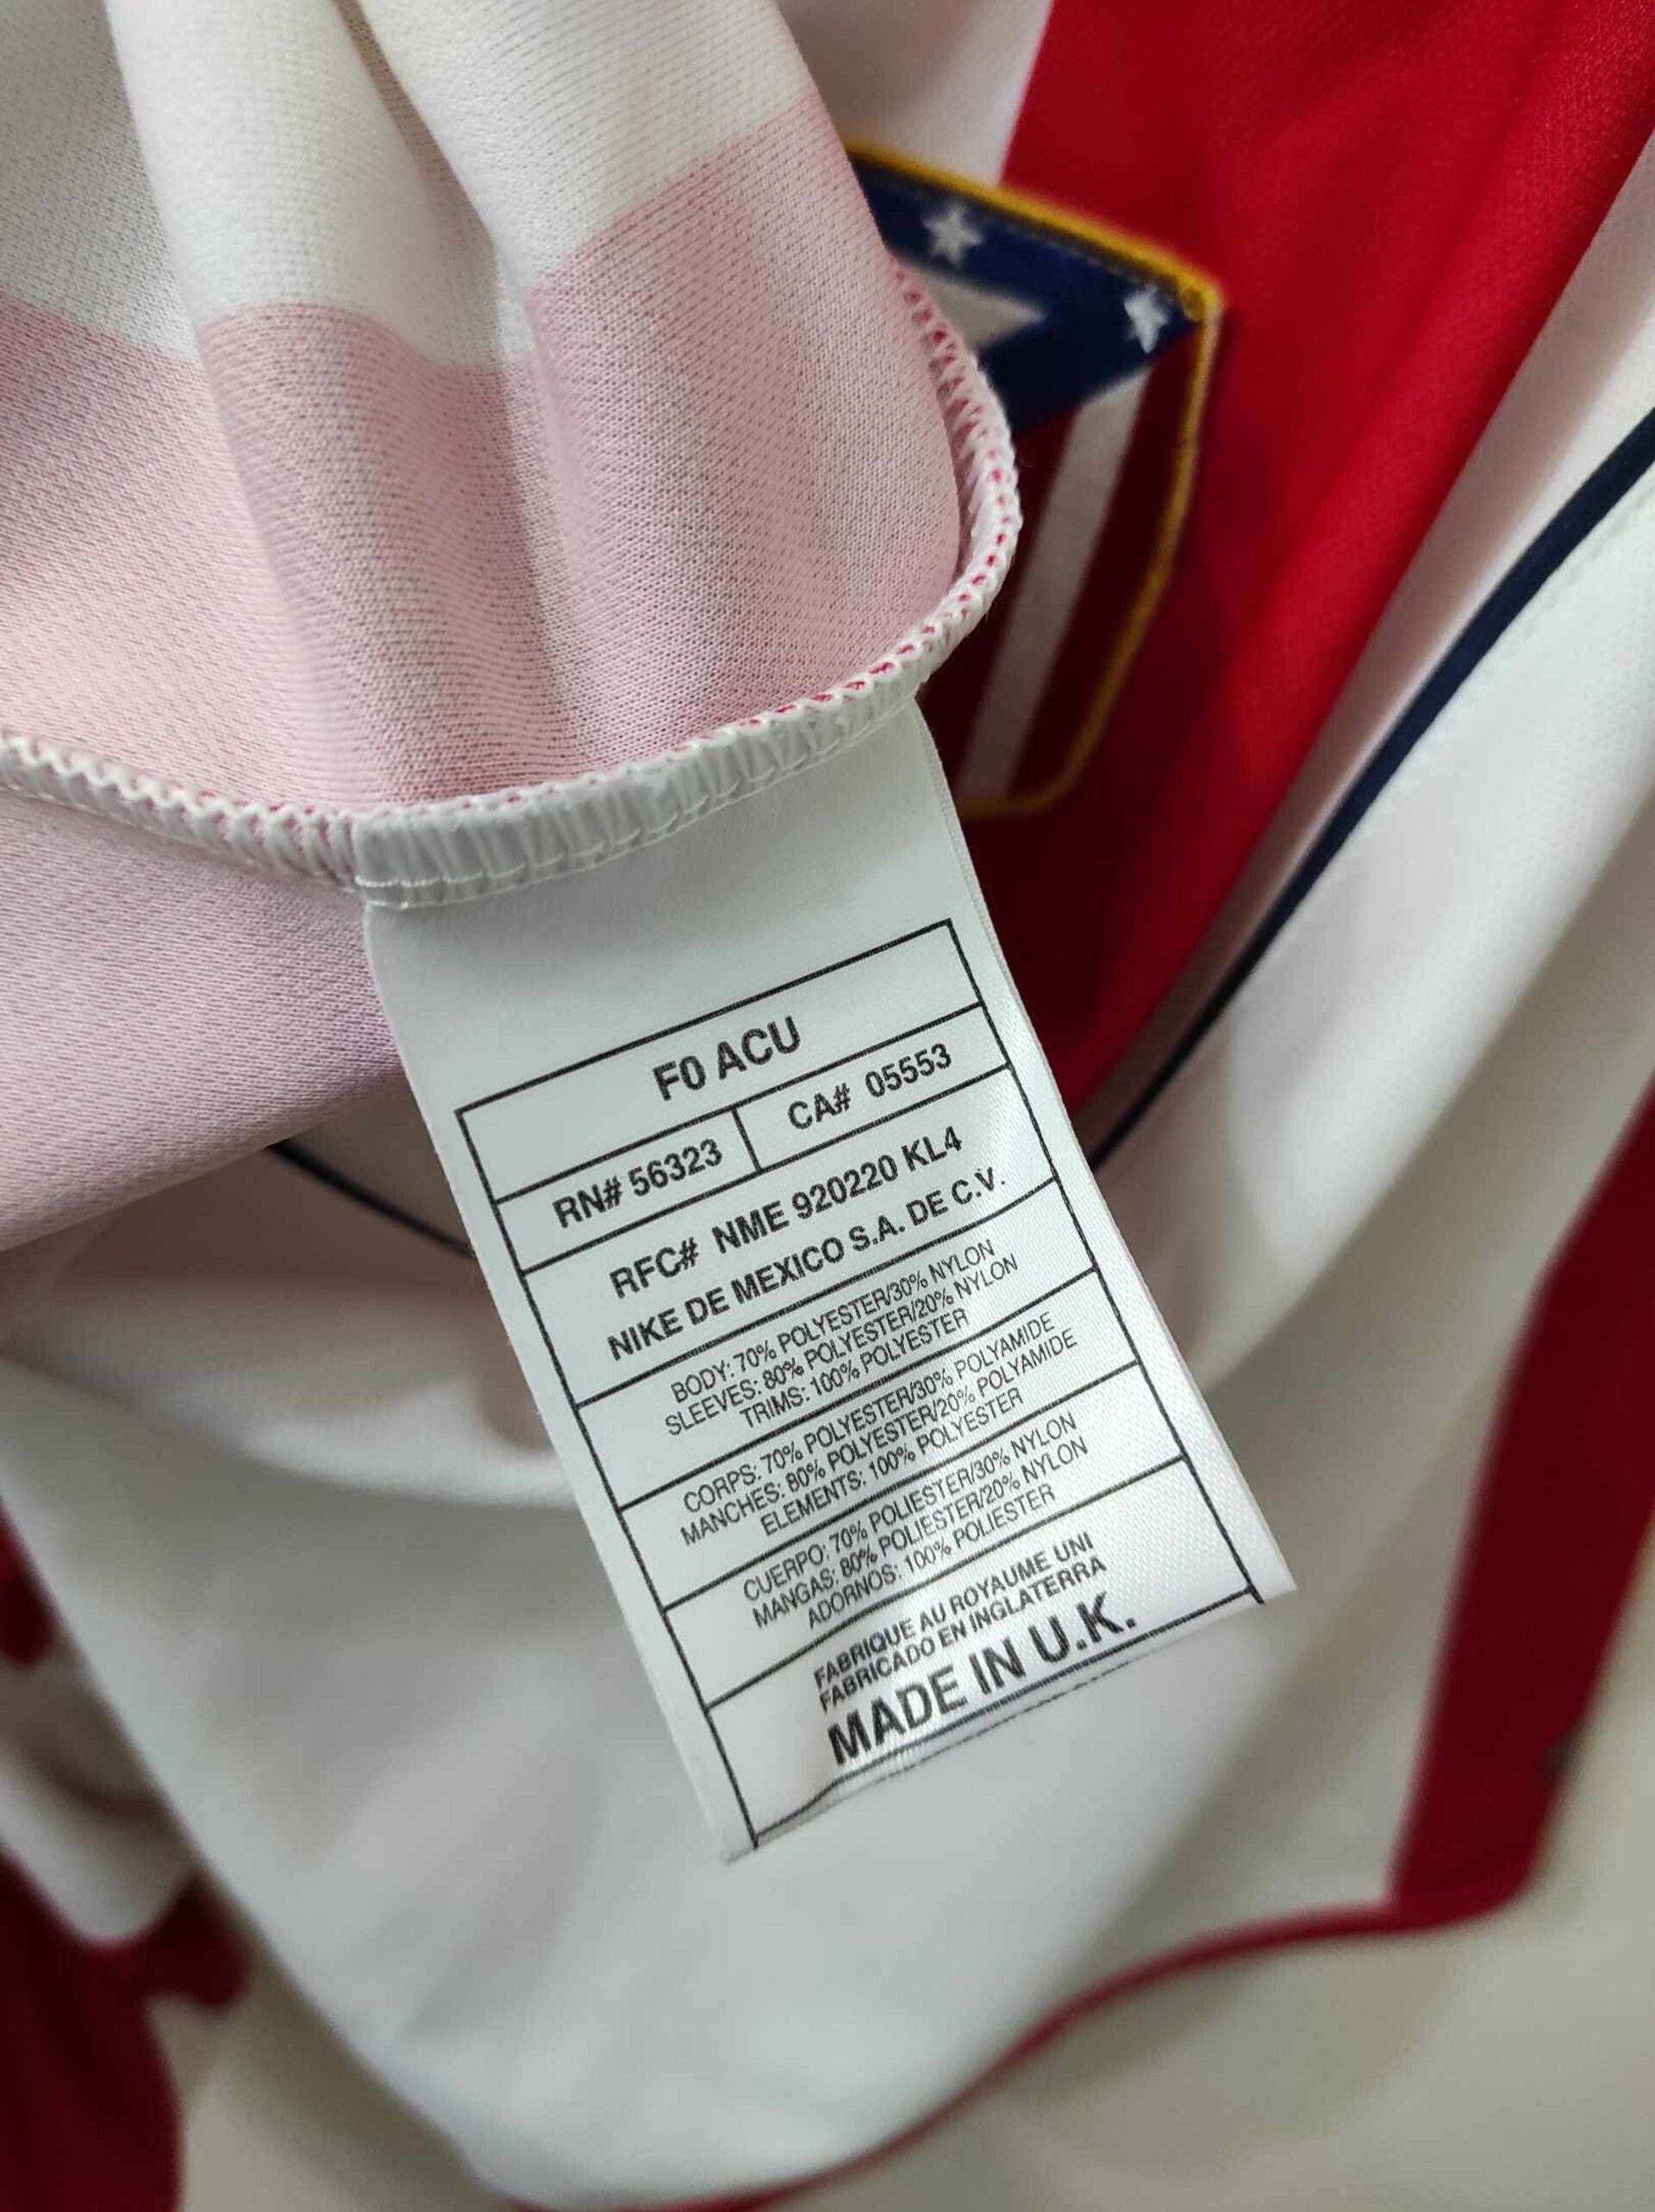 F0 ACU
RN# 56323 CA# 05553
RFC# NME 920220 KL4
NIKE DE MEXICO S.A. DE C.V.
BODY: 70% POLYESTER/30% NYLON
SLEEVES: 80% POLYESTER/20% NYLON
TRIMS: 100% POLYESTER
CORPS: 70% POLYESTER/30% POLYAMIDE
MANCHES: 80% POLYESTER/20% POLYAMIDE
ELEMENTS: 100% POLYESTER
CUERPO: 70% POLIESTER/30% NYLON
MANGAS: 80% POLIESTER/20% NYLON
ADORNOS: 100% POLIESTER
FABRIQUE AU ROYAUME UNI
FABRICADO EN INGLATERRA
MADE IN U.K.